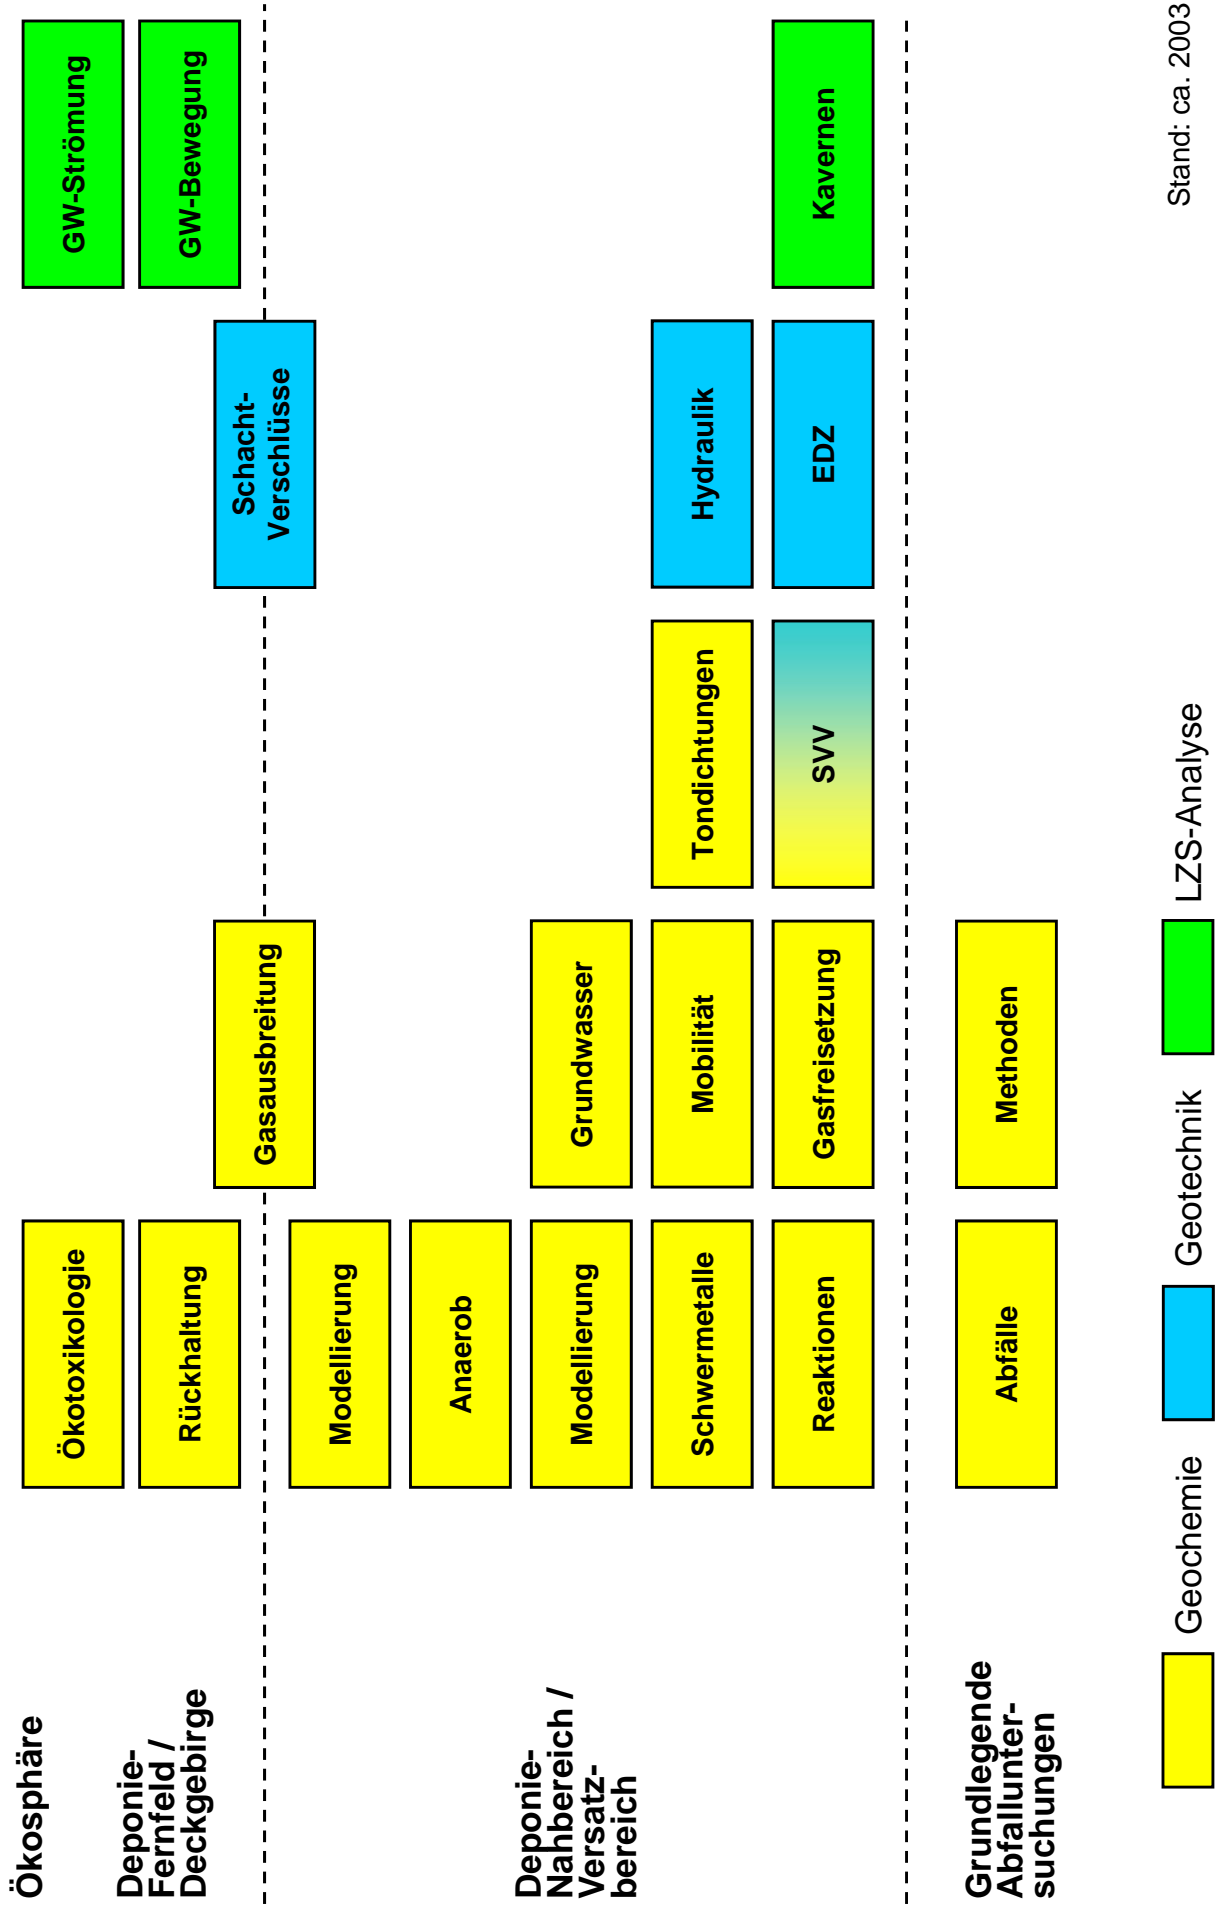 Ökosphäre
Ökotoxikologie
GW-Strömung
Deponie-
Fernfeld /
Deckgebirge
Rückhaltung
GW-Bewegung
Gasausbreitung
Schacht-
Verschlüsse
Modellierung
Anaerob
Deponie-
Nahbereich /
Versatz-
bereich
Modellierung
Grundwasser
Schwermetalle
Mobilität
Tondichtungen
Hydraulik
Reaktionen
Gasfreisetzung
SVV
EDZ
Kavernen
Grundlegende
Abfallunter-
suchungen
Abfälle
Methoden
Geochemie
Geotechnik
LZS-Analyse
Stand: ca. 2003